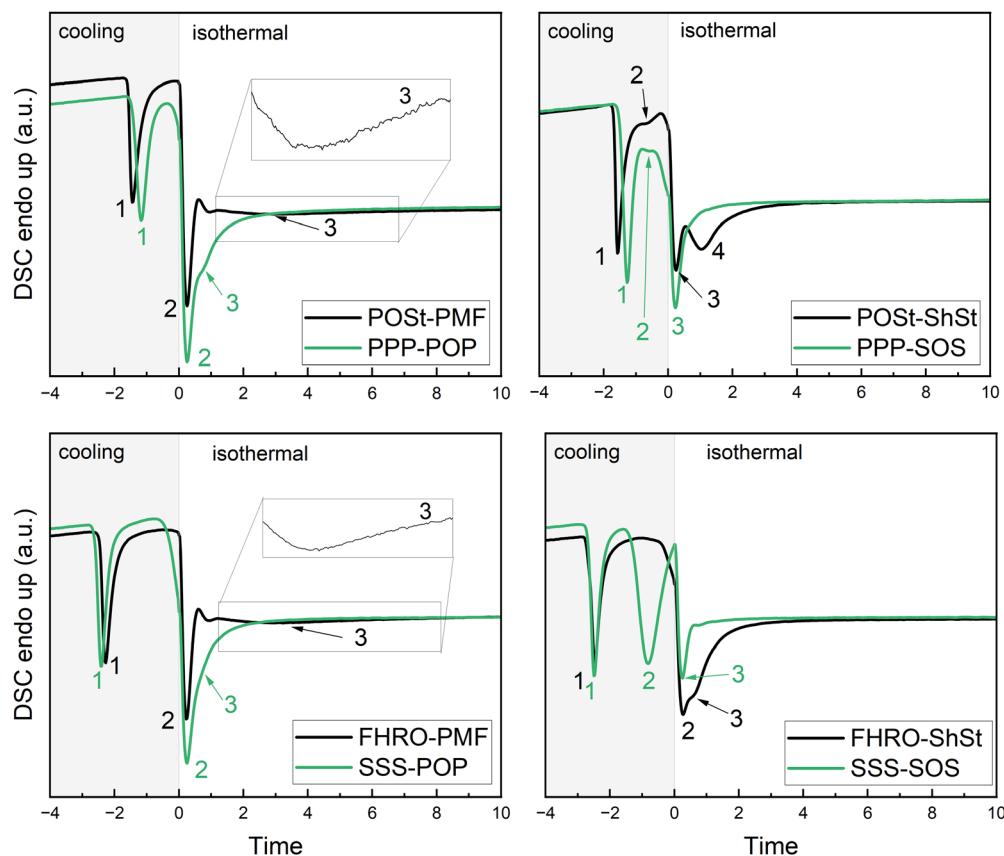 cooling
isothermal
3
1
1
3
2
3
2
POSt-PMF
PPP-POP
DSC endo up (a.u.)
−4 −2 0 2 4 6 8 10
cooling
isothermal
2
1
1
2
3
3
4
POSt-ShSt
PPP-SOS
DSC endo up (a.u.)
−4 −2 0 2 4 6 8 10
cooling
isothermal
3
1
1
3
2
3
2
FHRO-PMF
SSS-POP
DSC endo up (a.u.)
−4 −2 0 2 4 6 8 10
Time
cooling
isothermal
1
1
2
3
2
3
FHRO-ShSt
SSS-SOS
−4 −2 0 2 4 6 8 10
Time